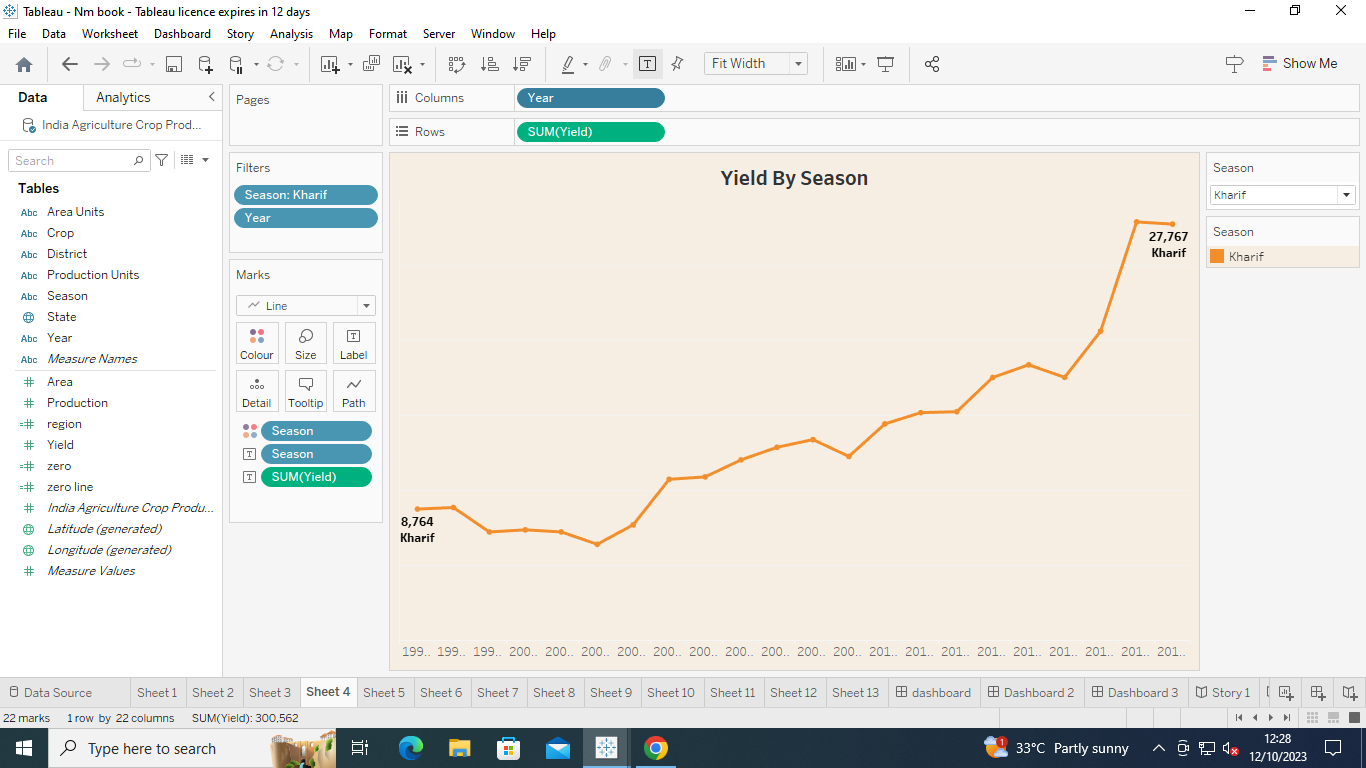 Tableau - Nm book - Tableau licence expires in 12 days
File Data Worksheet Dashboard Story Analysis Map Format Server Window Help
Fit Width
Show Me
Data Analytics
India Agriculture Crop Prod...
Search
Tables
Abc Area Units
Abc Crop
Abc District
Abc Production Units
Abc Season
State
Abc Year
Abc Measure Names
Area
Production
region
Yield
zero
zero line
India Agriculture Crop Produ...
Latitude (generated)
Longitude (generated)
Measure Values
Pages
Filters
Season: Kharif
Year
Marks
Line
Colour Size Label
Detail Tooltip Path
Season
Season
SUM(Yield)
Columns Year
Rows SUM(Yield)
Yield By Season
27,767
Kharif
8,764
Kharif
199.. 199.. 199.. 200.. 200.. 200.. 200.. 200.. 200.. 200.. 200.. 200.. 200.. 201.. 201.. 201.. 201.. 201.. 201.. 201.. 201.. 201..
Season
Kharif
Season
Kharif
Data Source Sheet 1 Sheet 2 Sheet 3 Sheet 4 Sheet 5 Sheet 6 Sheet 7 Sheet 8 Sheet 9 Sheet 10 Sheet 11 Sheet 12 Sheet 13 dashboard Dashboard 2 Dashboard 3 Story 1
22 marks 1 row by 22 columns SUM(Yield): 300,562
Type here to search
1
33°C Partly sunny
12:28
12/10/2023